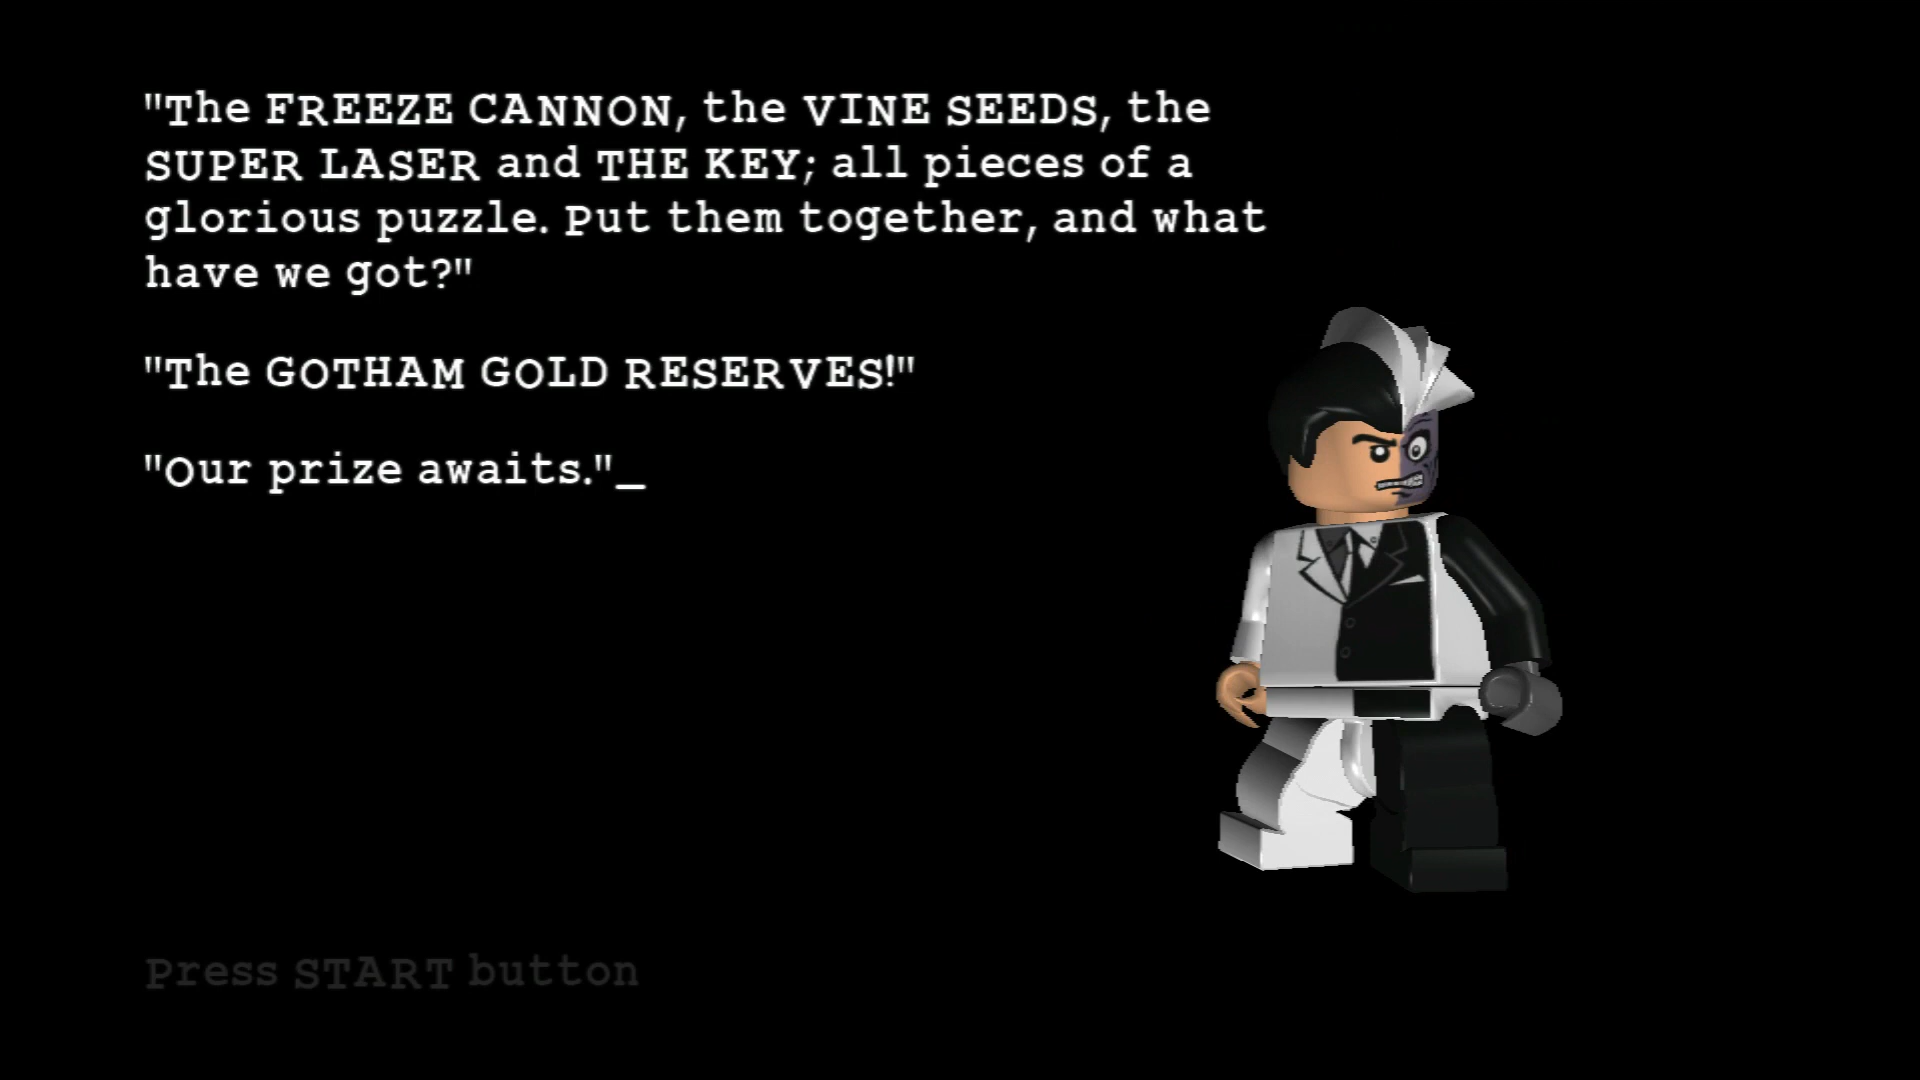 "The FREEZE CANNON, the VINE SEEDS, the
SUPER LASER and THE KEY; all pieces of a
glorious puzzle. Put them together, and what
have we got?"
"The GOTHAM GOLD RESERVES!"
"Our prize awaits."_
Press START button